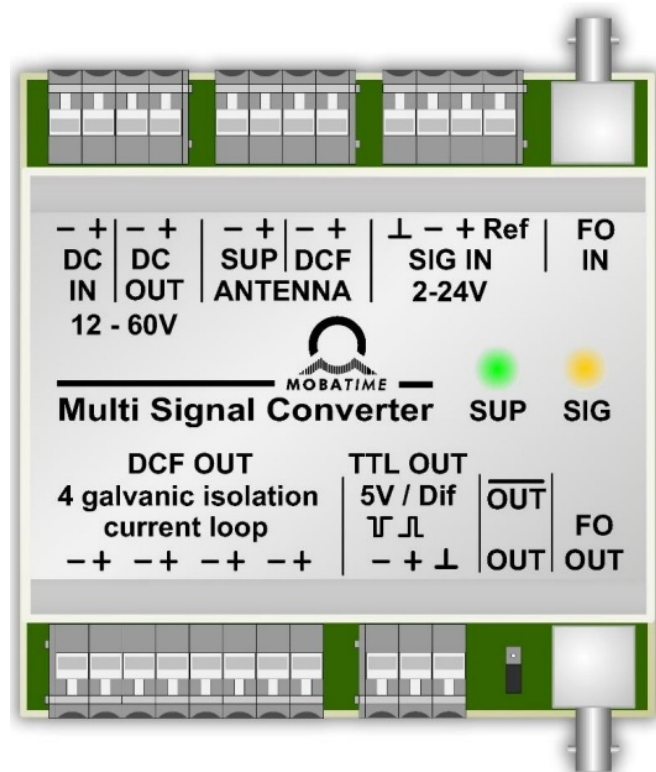 - + - + - + - + ⊥ - + Ref FO
DC DC SUP DCF SIG IN IN
IN OUT ANTENNA 2-24V
12 - 60V
MOBATIME
Multi Signal Converter SUP SIG
DCF OUT TTL OUT
4 galvanic isolation 5V / Dif OUT
current loop FO
- + - + - + - + - + ⊥ OUT OUT